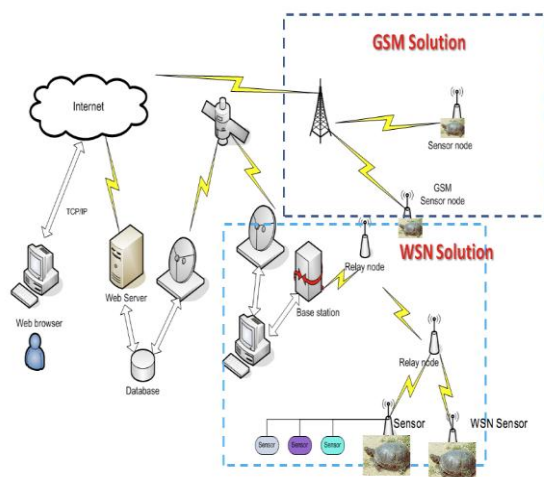 GSM Solution
Internet
Sensor node
GSM
Sensor node
TCP/IP
WSN Solution
Relay node
Web Server
Base station
Web browser
Relay node
Database
Sensor
WSN Sensor
Sensor
Sensor
Sensor